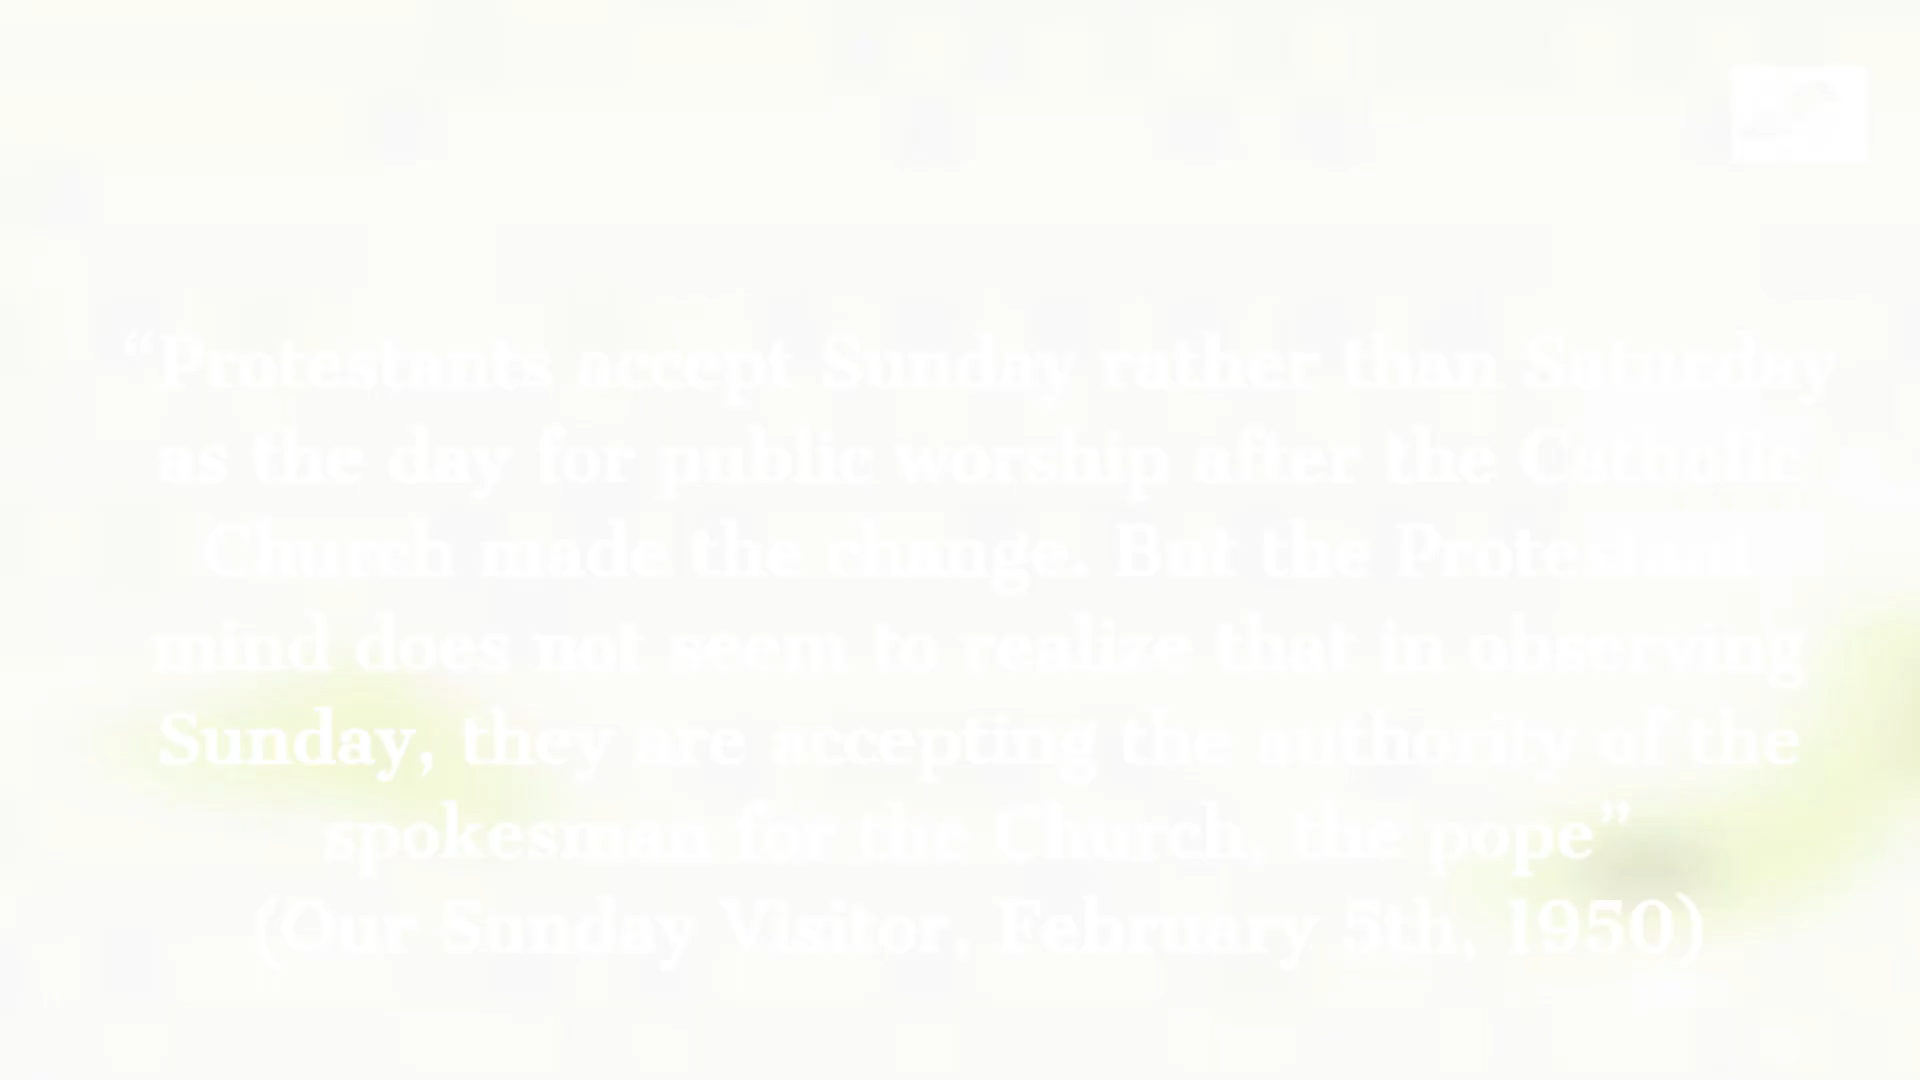 “Protestants accept Sunday rather than Saturday
as the day for public worship after the Catholic
Church made the change. But the Protestant
mind does not seem to realize that in observing
Sunday, they are accepting the authority of the
spokesman for the Church, the pope”
(Our Sunday Visitor, February 5th, 1950)